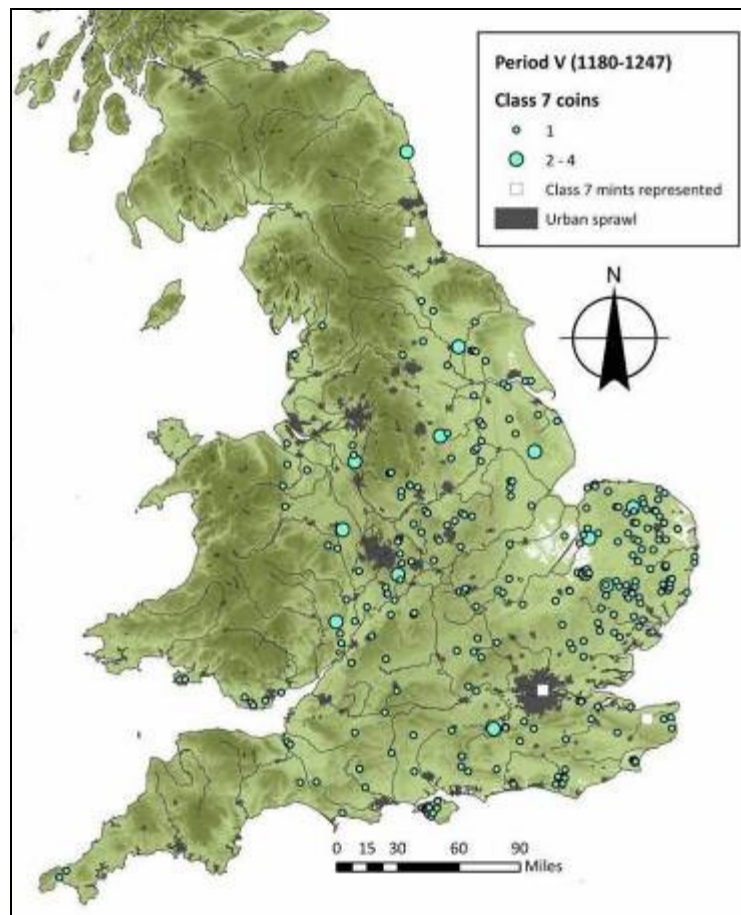 Period V (1180-1247)
Class 7 coins
1
2 - 4
Class 7 mints represented
Urban sprawl
N
0 15 30 60 90
Miles